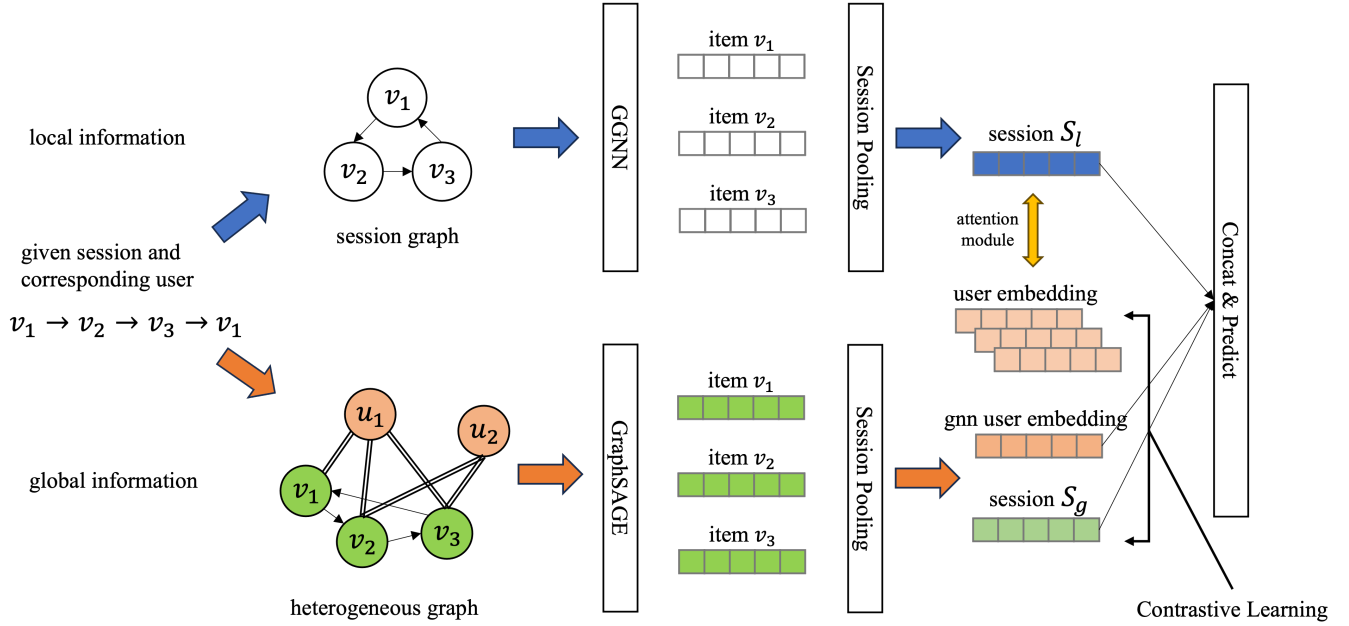 local information
given session and
corresponding user
v₁ → v₂ → v₃ → v₁
global information
v₁
v₂
v₃
session graph
u₁
u₂
v₁
v₂
v₃
heterogeneous graph
GGNN
GraphSAGE
item v₁
item v₂
item v₃
item v₁
item v₂
item v₃
Session Pooling
Session Pooling
session Sₗ
attention
module
user embedding
gnn user embedding
session S_g
Concat & Predict
Contrastive Learning